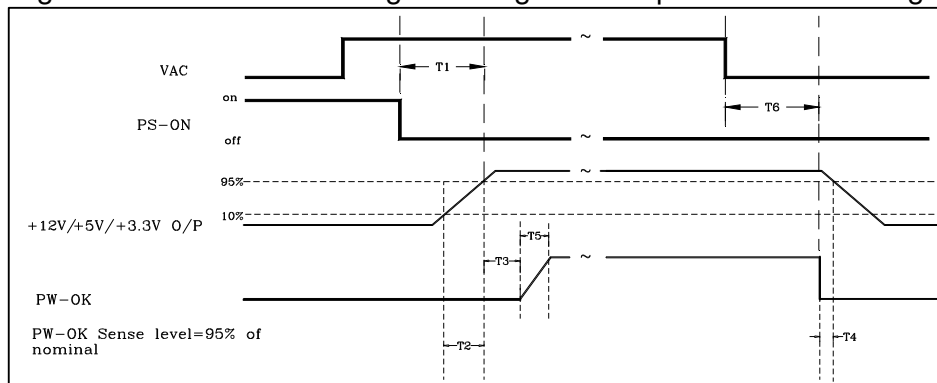 VAC
T1
T6
on
PS-ON
off
95%
10%
+12V/+5V/+3.3V O/P
T5
T3
PW-OK
PW-OK Sense level=95% of
nominal
T2
T4